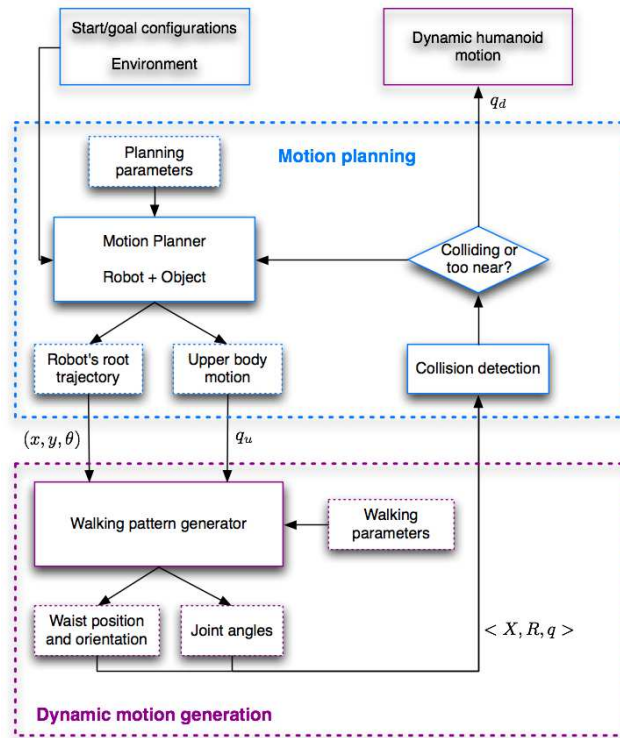 Start/goal configurations
Environment
Dynamic humanoid
motion
q_d
Motion planning
Planning
parameters
Motion Planner
Robot + Object
Colliding or
too near?
Robot's root
trajectory
Upper body
motion
Collision detection
(x, y, θ)
q_u
Walking pattern generator
Walking
parameters
Waist position
and orientation
Joint angles
< X, R, q >
Dynamic motion generation